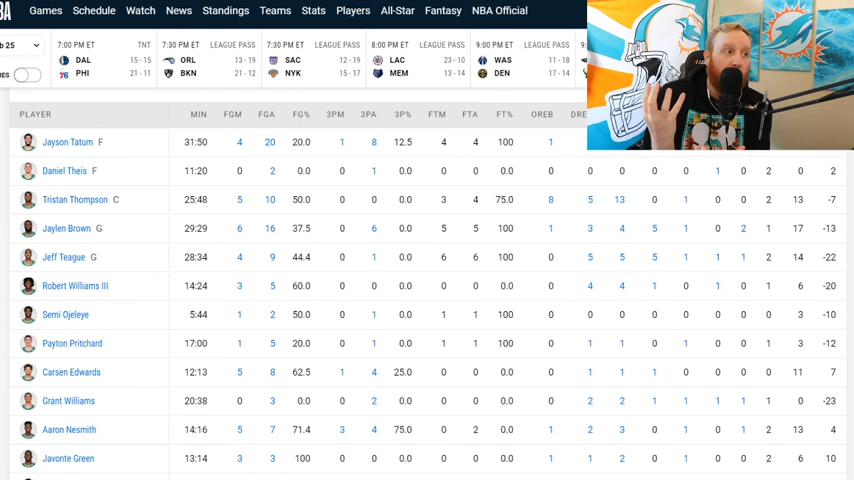 BA Games Schedule Watch News Standings Teams Stats Players All-Star Fantasy NBA Official
b 25 7:00 PM ET TNT 7:30 PM ET LEAGUE PASS 7:30 PM ET LEAGUE PASS 8:00 PM ET LEAGUE PASS 9:00 PM ET LEAGUE PASS 9:
DAL 15 - 15 ORL 13 - 19 SAC 12 - 19 LAC 23 - 10 WAS 11 - 18
RES PHI 21 - 11 BKN 21 - 12 NYK 15 - 17 MEM 13 - 14 DEN 17 - 14
PLAYER MIN FGM FGA FG% 3PM 3PA 3P% FTM FTA FT% OREB DRE
Jayson Tatum F 31:50 4 20 20.0 1 8 12.5 4 4 100 1
Daniel Theis F 11:20 0 2 0.0 0 1 0.0 0 0 0.0 0 0 0 0 0 1 0 2 0 2
Tristan Thompson C 25:48 5 10 50.0 0 0 0.0 3 4 75.0 8 5 13 0 1 0 0 2 13 -7
Jaylen Brown G 29:29 6 16 37.5 0 6 0.0 5 5 100 1 3 4 5 1 0 2 1 17 -13
Jeff Teague G 28:34 4 9 44.4 0 1 0.0 6 6 100 0 5 5 5 1 1 1 2 14 -22
Robert Williams III 14:24 3 5 60.0 0 0 0.0 0 0 0.0 0 4 4 1 0 1 0 1 6 -20
Semi Ojeleye 5:44 1 2 50.0 0 1 0.0 1 1 100 0 0 0 0 0 0 0 0 3 -10
Payton Pritchard 17:00 1 5 20.0 0 1 0.0 1 1 100 0 1 1 0 1 0 0 1 3 -12
Carsen Edwards 12:13 5 8 62.5 1 4 25.0 0 0 0.0 0 1 1 1 0 0 0 0 11 7
Grant Williams 20:38 0 3 0.0 0 2 0.0 0 0 0.0 0 2 2 1 1 1 1 1 0 -23
Aaron Nesmith 14:16 5 7 71.4 3 4 75.0 0 2 0.0 1 2 3 0 1 0 1 2 13 4
Javonte Green 13:14 3 3 100 0 0 0.0 0 0 0.0 1 1 2 0 1 0 0 2 6 10